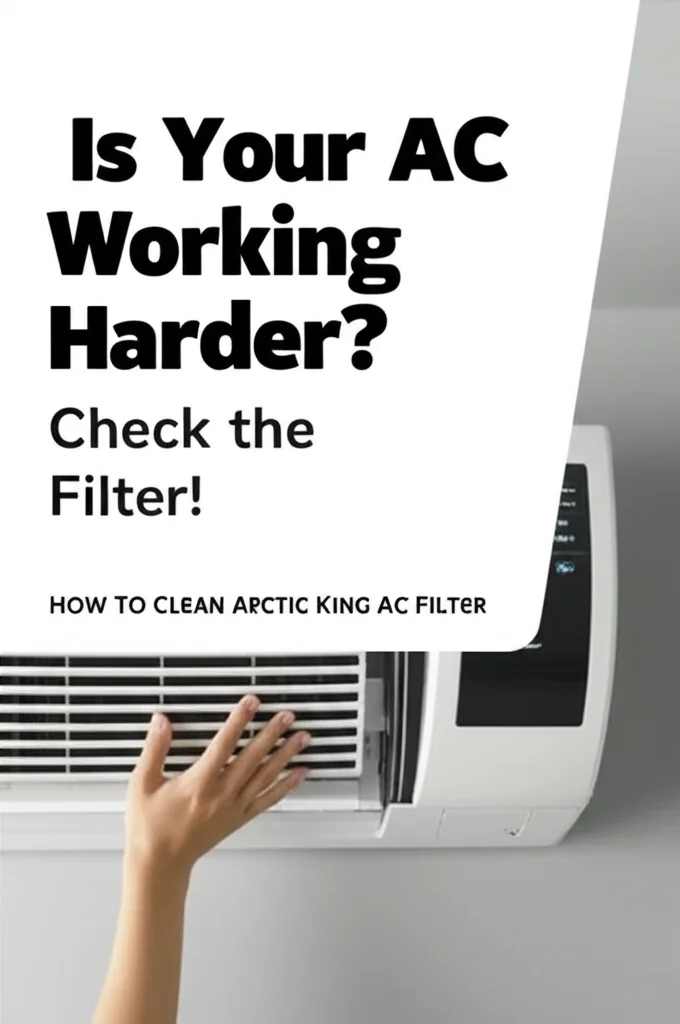 Is Your AC
Working
Harder?
Check the
Filter!
How To Clean Arctic King AC Filter